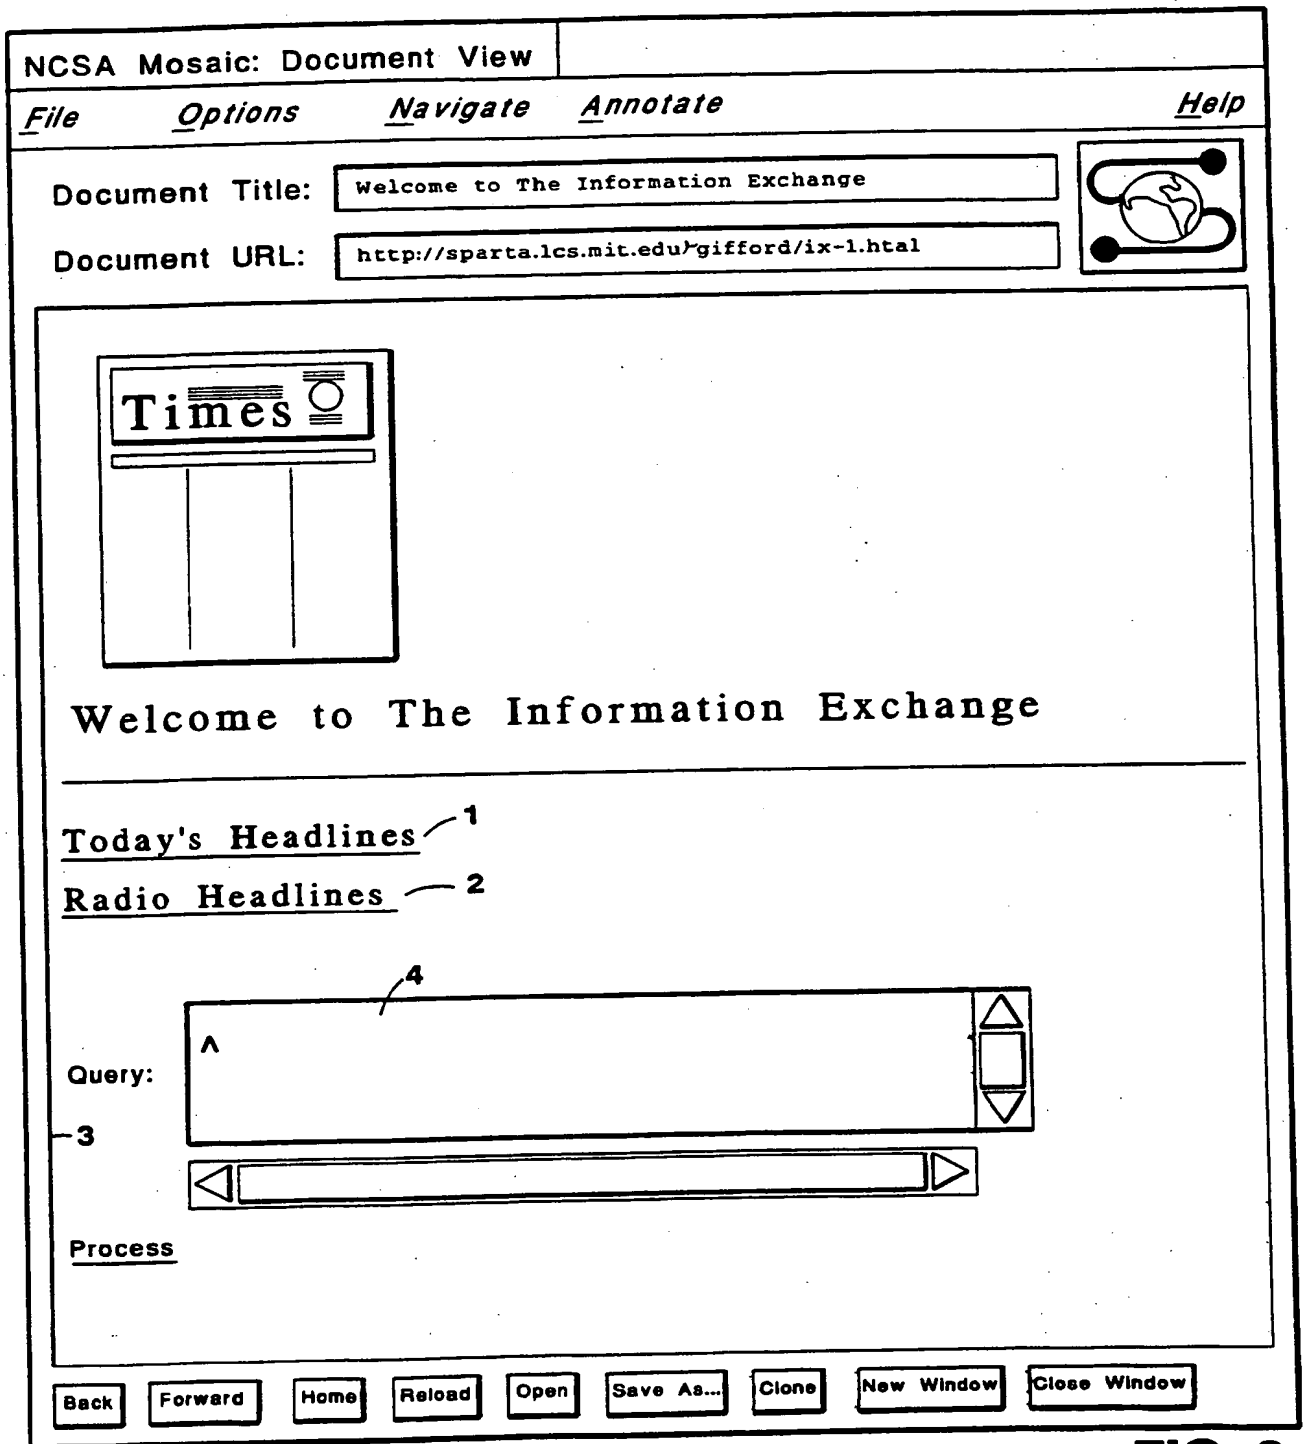 NCSA Mosaic: Document View
File Options Navigate Annotate Help
Document Title: Welcome to The Information Exchange
Document URL: http://sparta.lcs.mit.edu/~gifford/ix-1.htal
Times
Welcome to The Information Exchange
Today's Headlines 1
Radio Headlines 2
4
^
Query:
3
Process
Back Forward Home Reload Open Save As... Clone New Window Close Window